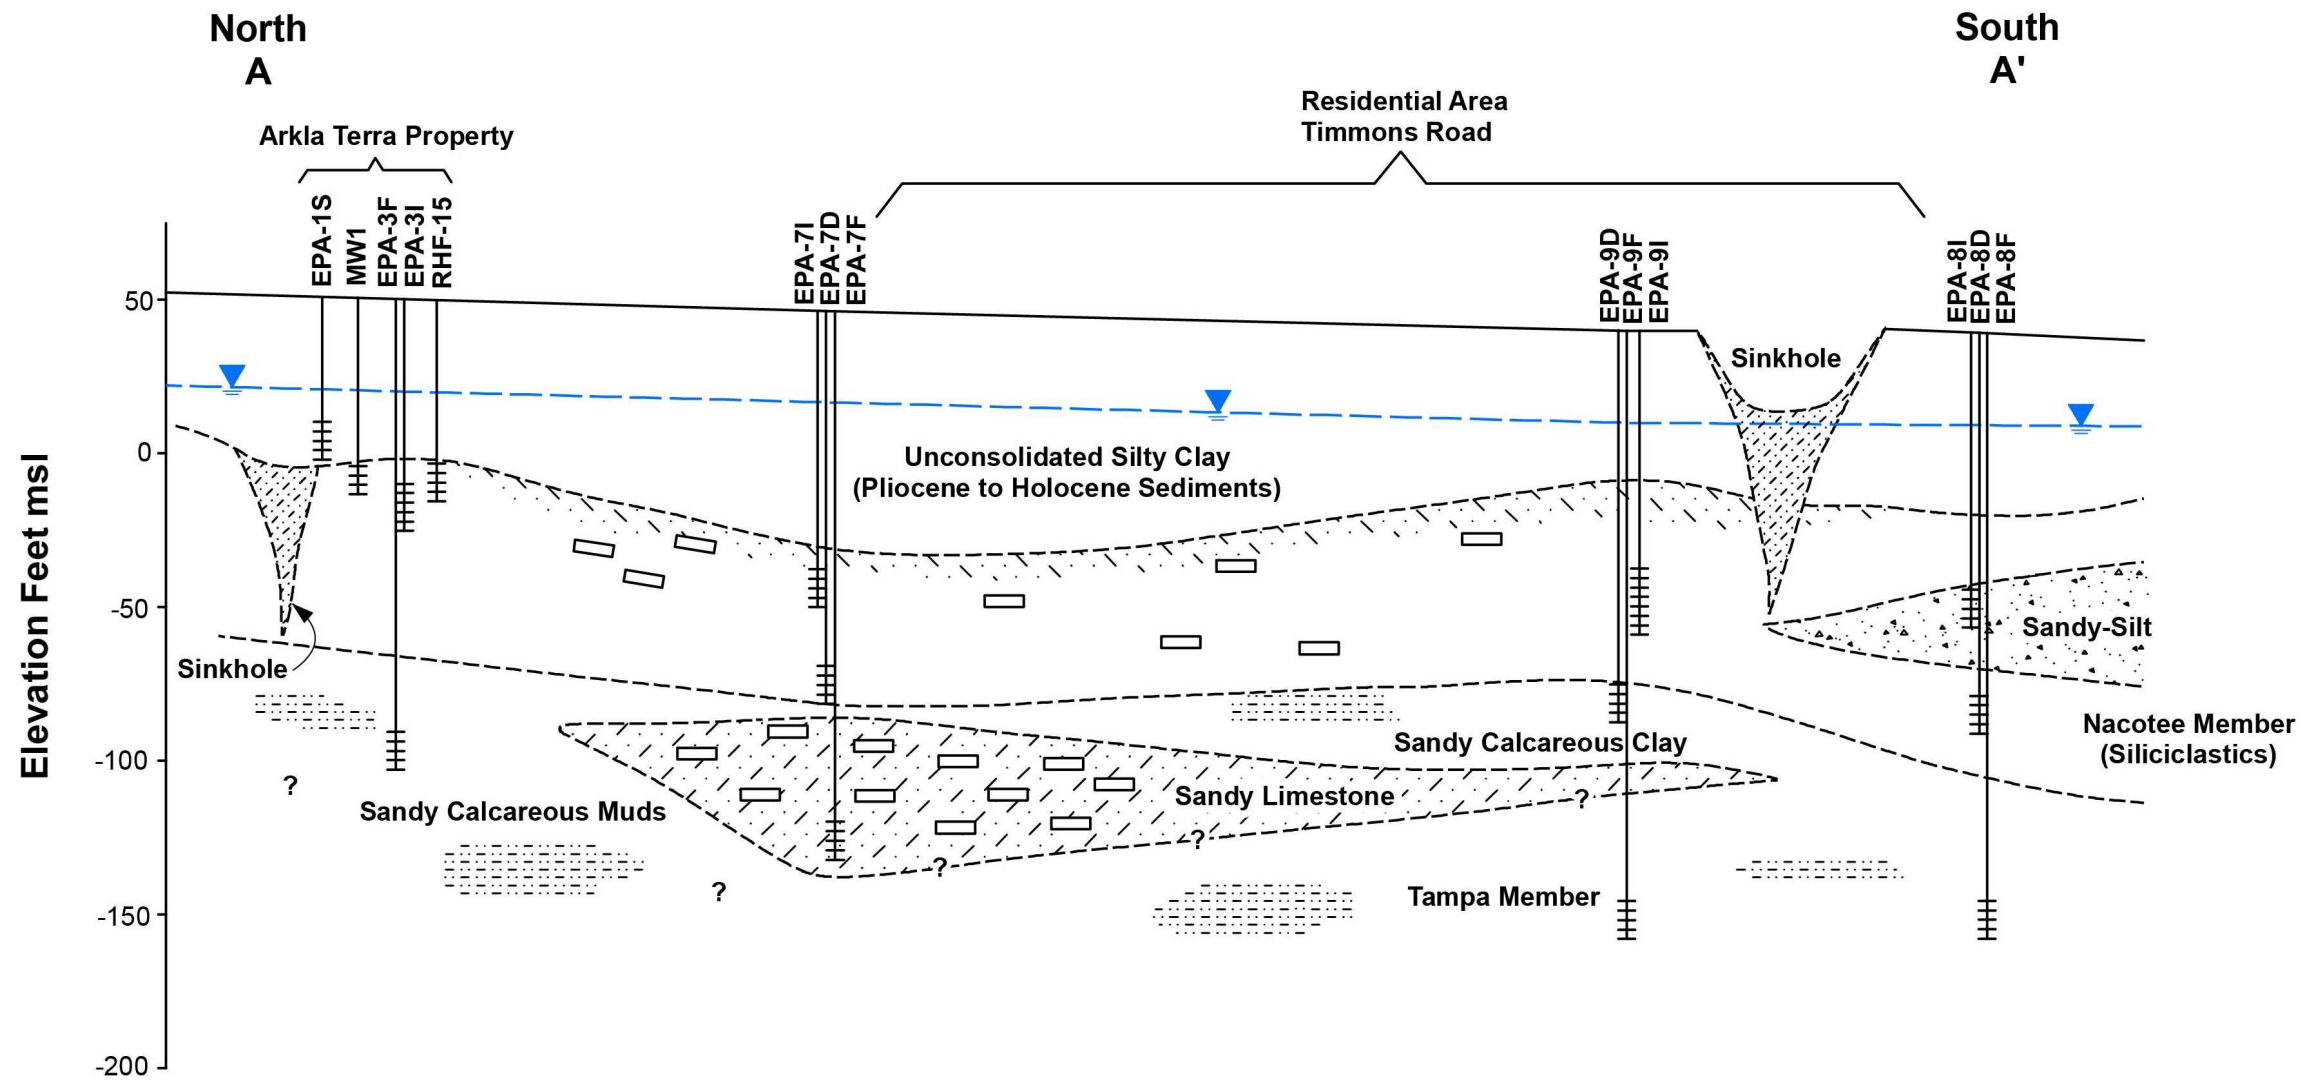 North
A
South
A'
Residential Area
Timmons Road
Arkla Terra Property
EPA-1S
MW1
EPA-3F
EPA-3I
RHF-15
EPA-7I
EPA-7D
EPA-7F
EPA-9D
EPA-9F
EPA-9I
EPA-8I
EPA-8D
EPA-8F
Elevation Feet msl
50
0
-50
-100
-150
-200
Sinkhole
Unconsolidated Silty Clay
(Pliocene to Holocene Sediments)
Sandy-Silt
Sinkhole
Nacotee Member
(Siliciclastics)
Sandy Calcareous Clay
?
Sandy Limestone
?
Sandy Calcareous Muds
?
?
?
Tampa Member